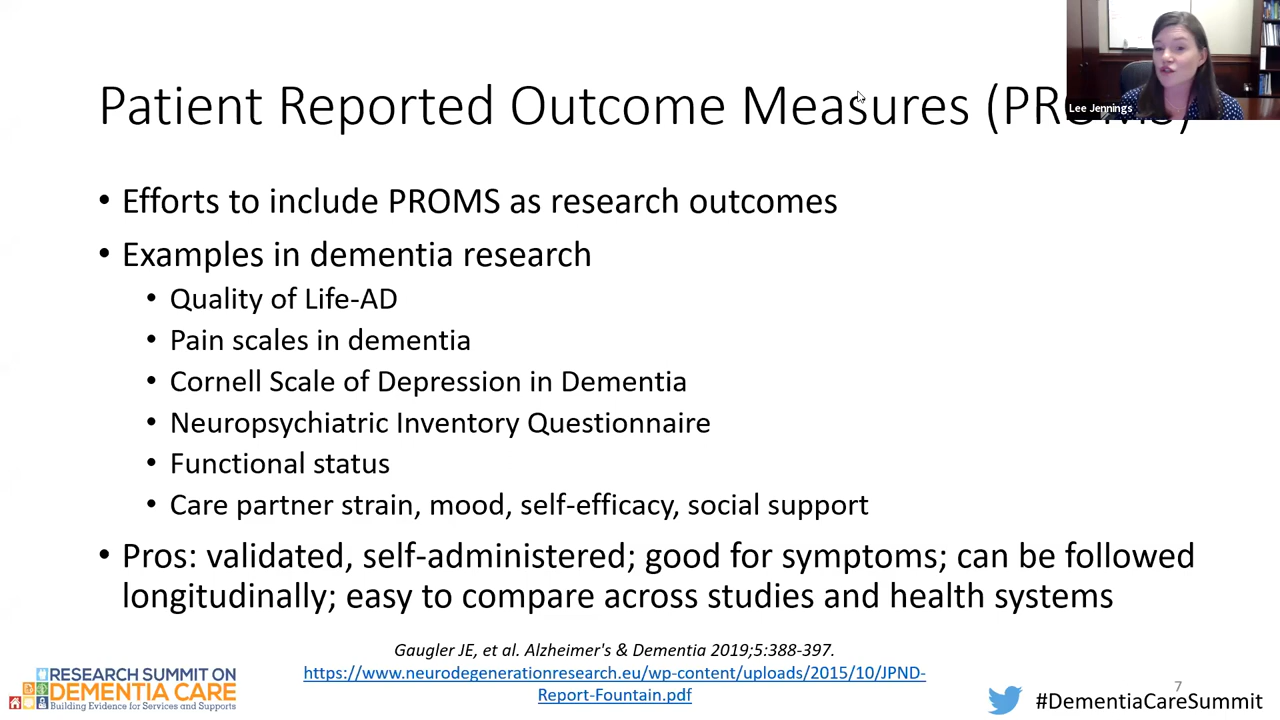 Lee Jennings
Patient Reported Outcome Measures (PROMS)
• Efforts to include PROMS as research outcomes
• Examples in dementia research
• Quality of Life-AD
• Pain scales in dementia
• Cornell Scale of Depression in Dementia
• Neuropsychiatric Inventory Questionnaire
• Functional status
• Care partner strain, mood, self-efficacy, social support
• Pros: validated, self-administered; good for symptoms; can be followed
longitudinally; easy to compare across studies and health systems
Gaugler JE, et al. Alzheimer's & Dementia 2019;5:388-397.
https://www.neurodegenerationresearch.eu/wp-content/uploads/2015/10/JPND-
Report-Fountain.pdf
RESEARCH SUMMIT ON
DEMENTIA CARE
Building Evidence for Services and Supports
7
#DementiaCareSummit